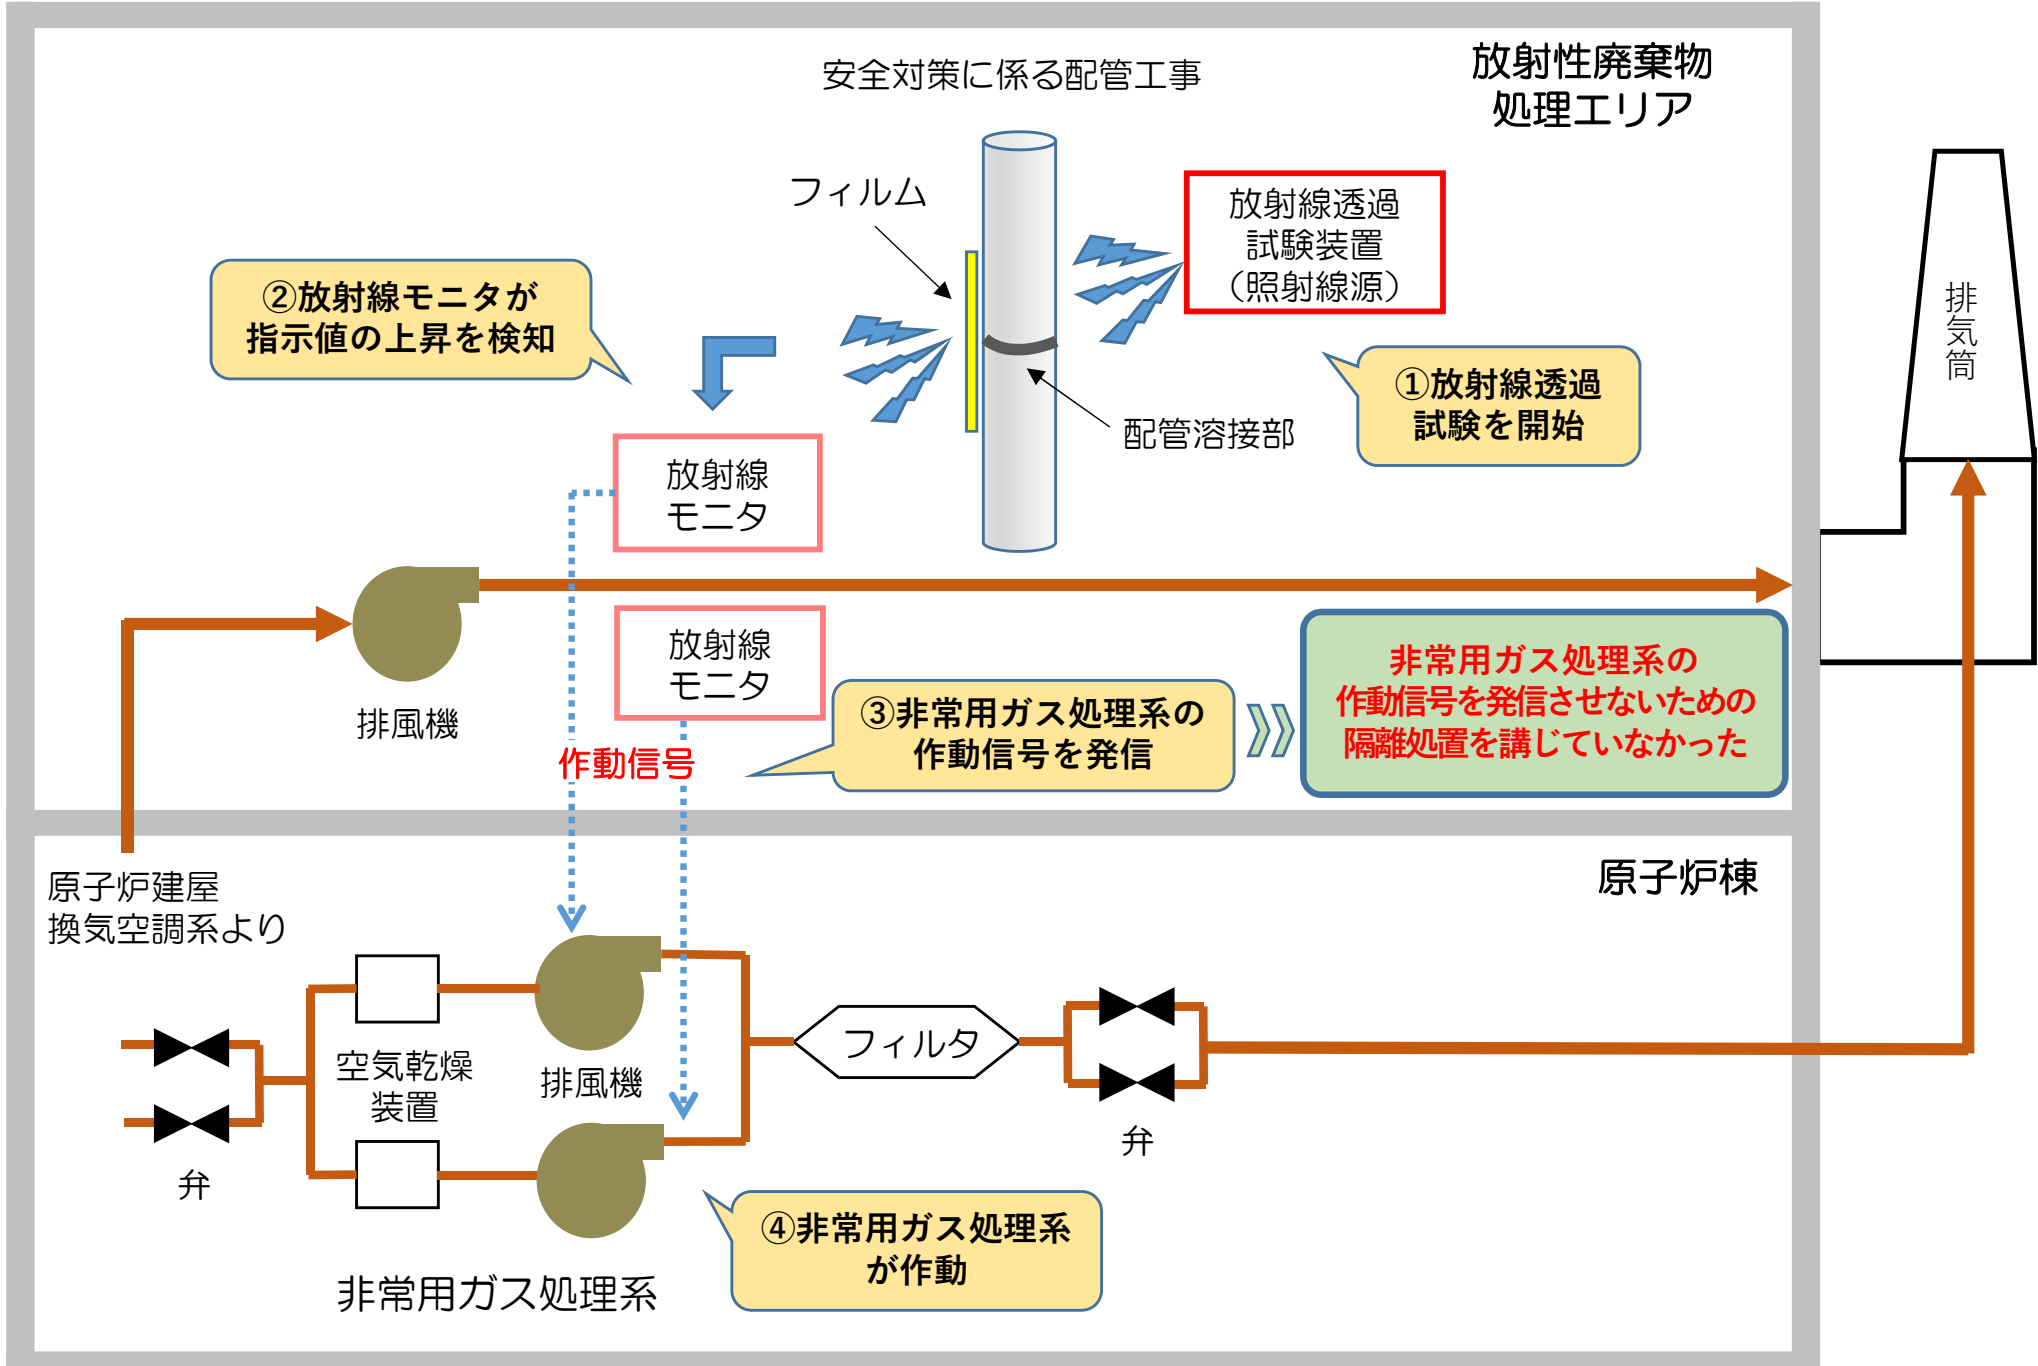 安全対策に係る配管工事
放射性廃棄物
処理エリア
フィルム
放射線透過
試験装置
（照射線源）
②放射線モニタが
指示値の上昇を検知
排気筒
①放射線透過
試験を開始
配管溶接部
放射線
モニタ
放射線
モニタ
排風機
作動信号
③非常用ガス処理系の
作動信号を発信
非常用ガス処理系の
作動信号を発信させないための
隔離処置を講じていなかった
原子炉棟
原子炉建屋
換気空調系より
フィルタ
空気乾燥
装置
排風機
弁
弁
④非常用ガス処理系
が作動
非常用ガス処理系